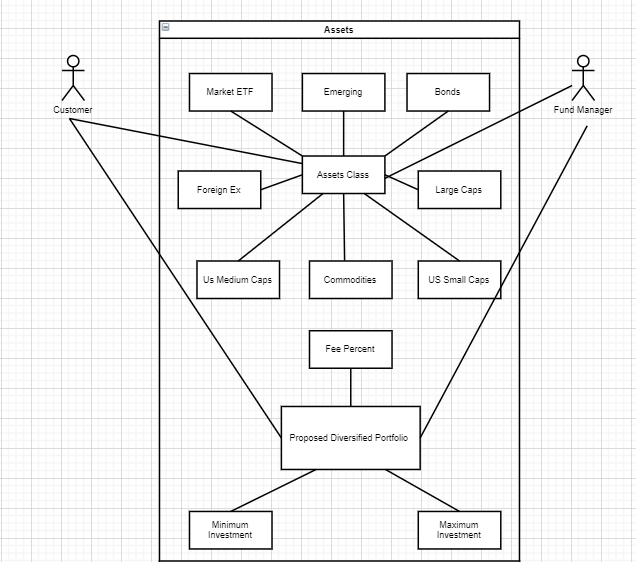 Assets
Market ETF
Emerging
Bonds
Customer
Fund Manager
Assets Class
Foreign Ex
Large Caps
Us Medium Caps
Commodities
US Small Caps
Fee Percent
Proposed Diversified Portfolio
Minimum
Investment
Maximum
Investment